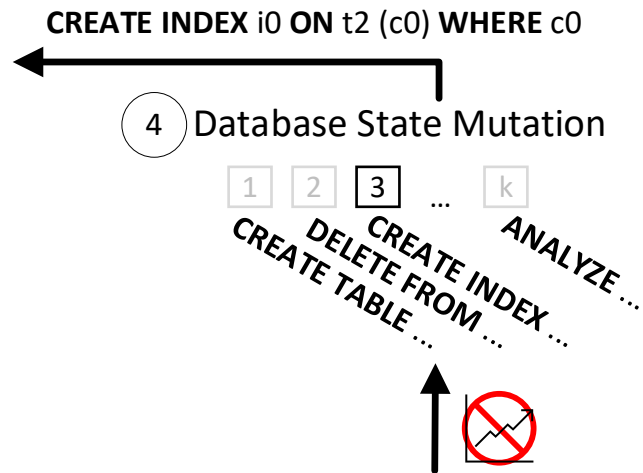 CREATE INDEX i0 ON t2 (c0) WHERE c0
4 Database State Mutation
1 2 3 ... k
CREATE TABLE ...
DELETE FROM ...
CREATE INDEX ...
ANALYZE ...